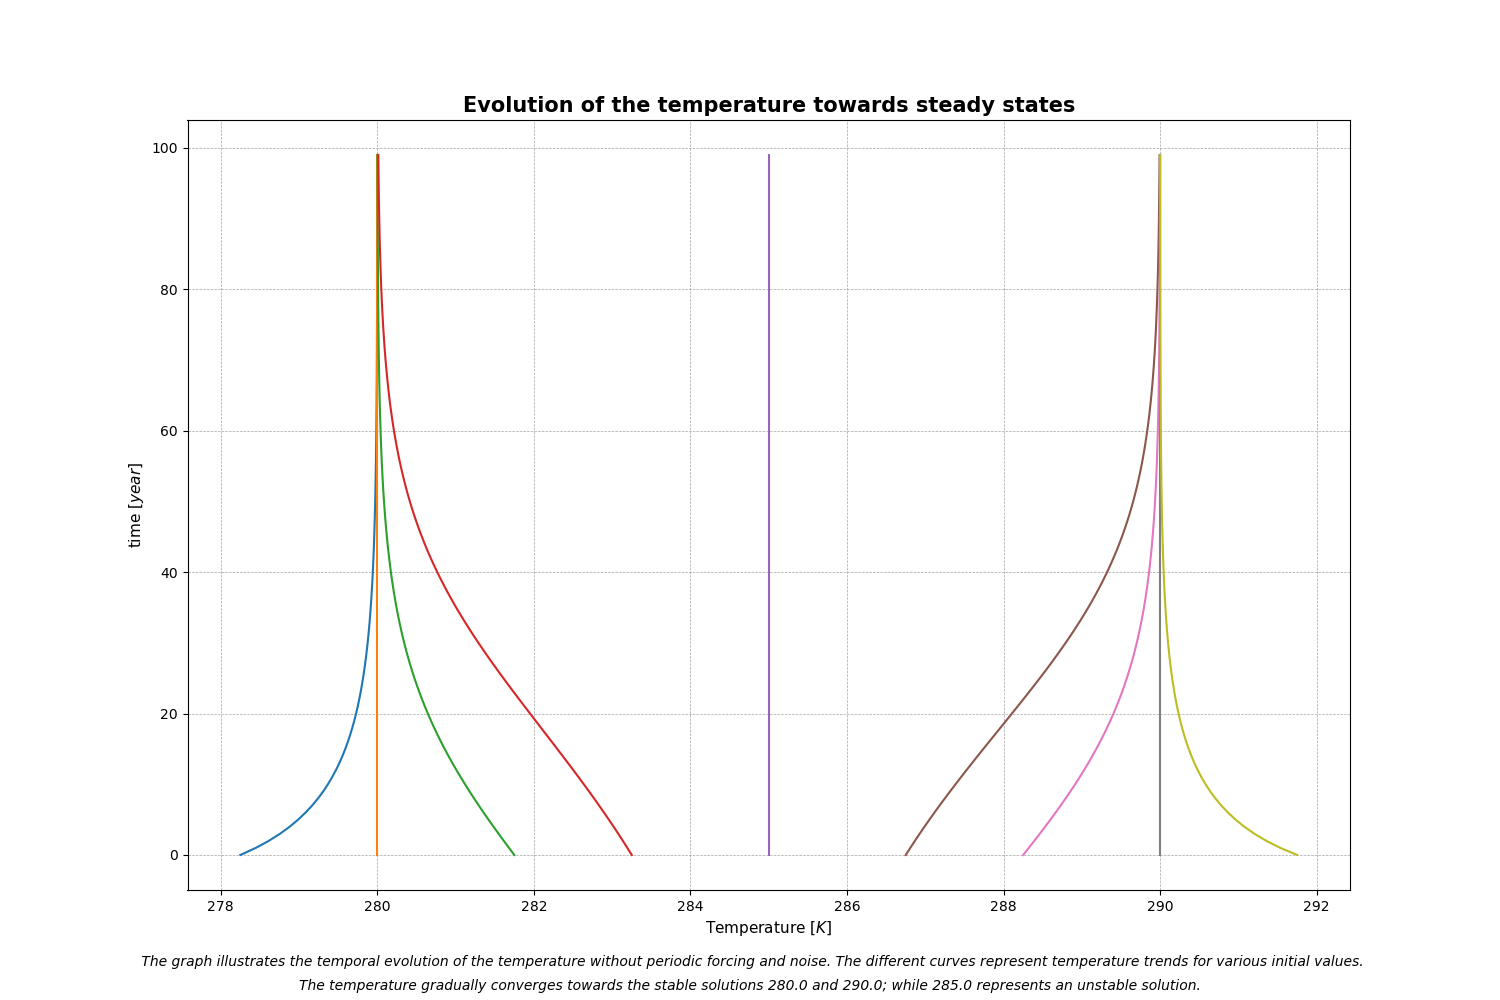 Evolution of the temperature towards steady states
100
80
60
40
20
0
time [year]
278 280 282 284 286 288 290 292
Temperature [K]
The graph illustrates the temporal evolution of the temperature without periodic forcing and noise. The different curves represent temperature trends for various initial values.
The temperature gradually converges towards the stable solutions 280.0 and 290.0; while 285.0 represents an unstable solution.